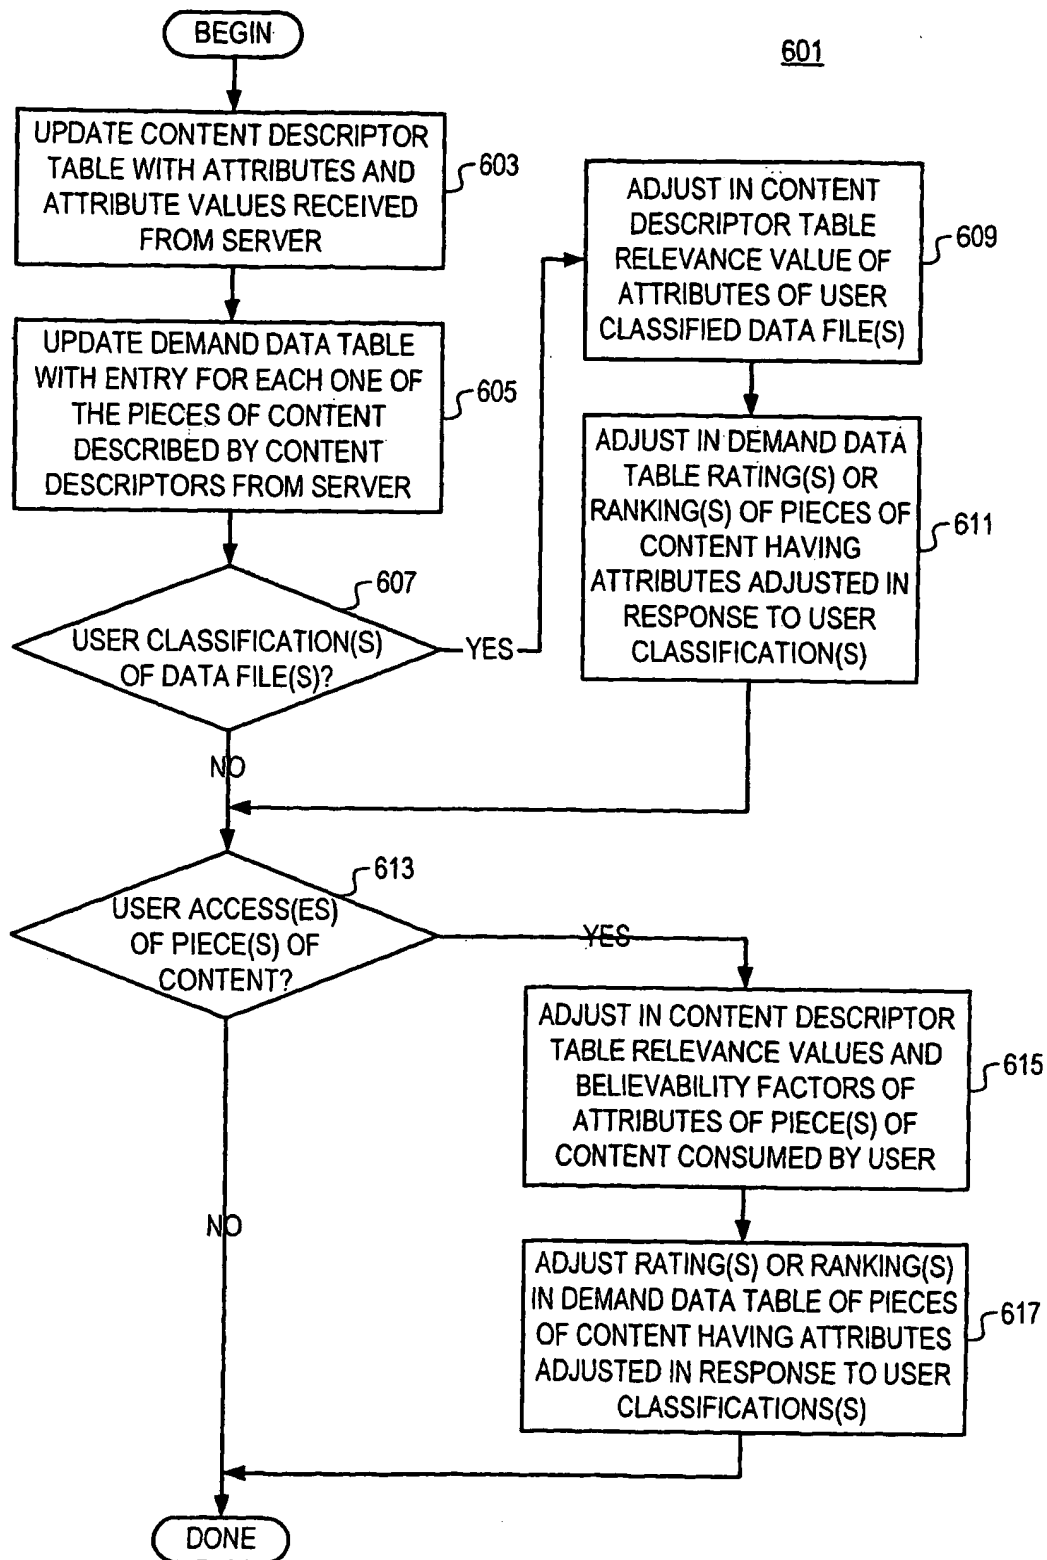 BEGIN
601
UPDATE CONTENT DESCRIPTOR
TABLE WITH ATTRIBUTES AND
ATTRIBUTE VALUES RECEIVED
FROM SERVER
603
UPDATE DEMAND DATA TABLE
WITH ENTRY FOR EACH ONE OF
THE PIECES OF CONTENT
DESCRIBED BY CONTENT
DESCRIPTORS FROM SERVER
605
607
USER CLASSIFICATION(S)
OF DATA FILE(S)?
YES
NO
ADJUST IN CONTENT
DESCRIPTOR TABLE
RELEVANCE VALUE OF
ATTRIBUTES OF USER
CLASSIFIED DATA FILE(S)
609
ADJUST IN DEMAND DATA
TABLE RATING(S) OR
RANKING(S) OF PIECES OF
CONTENT HAVING
ATTRIBUTES ADJUSTED IN
RESPONSE TO USER
CLASSIFICATION(S)
611
613
USER ACCESS(ES)
OF PIECE(S) OF
CONTENT?
YES
NO
ADJUST IN CONTENT DESCRIPTOR
TABLE RELEVANCE VALUES AND
BELIEVABILITY FACTORS OF
ATTRIBUTES OF PIECE(S) OF
CONTENT CONSUMED BY USER
615
ADJUST RATING(S) OR RANKING(S)
IN DEMAND DATA TABLE OF PIECES
OF CONTENT HAVING ATTRIBUTES
ADJUSTED IN RESPONSE TO USER
CLASSIFICATIONS(S)
617
DONE